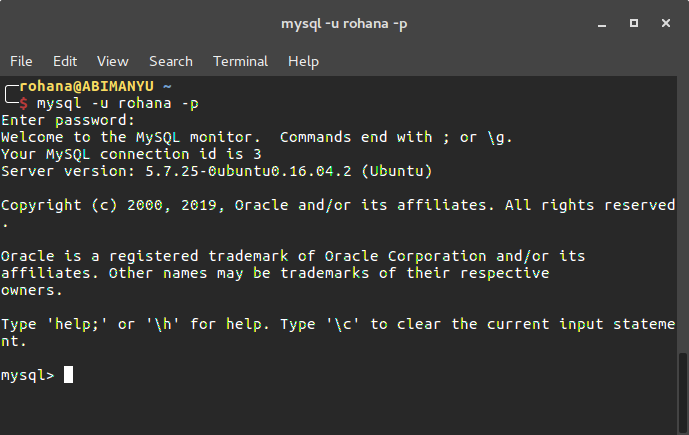 mysql -u rohana -p
File Edit View Search Terminal Help
rohana@ABIMANYU ~
$ mysql -u rohana -p
Enter password:
Welcome to the MySQL monitor.  Commands end with ; or \g.
Your MySQL connection id is 3
Server version: 5.7.25-0ubuntu0.16.04.2 (Ubuntu)
Copyright (c) 2000, 2019, Oracle and/or its affiliates. All rights reserved
.
Oracle is a registered trademark of Oracle Corporation and/or its
affiliates. Other names may be trademarks of their respective
owners.
Type 'help;' or '\h' for help. Type '\c' to clear the current input stateme
nt.
mysql>